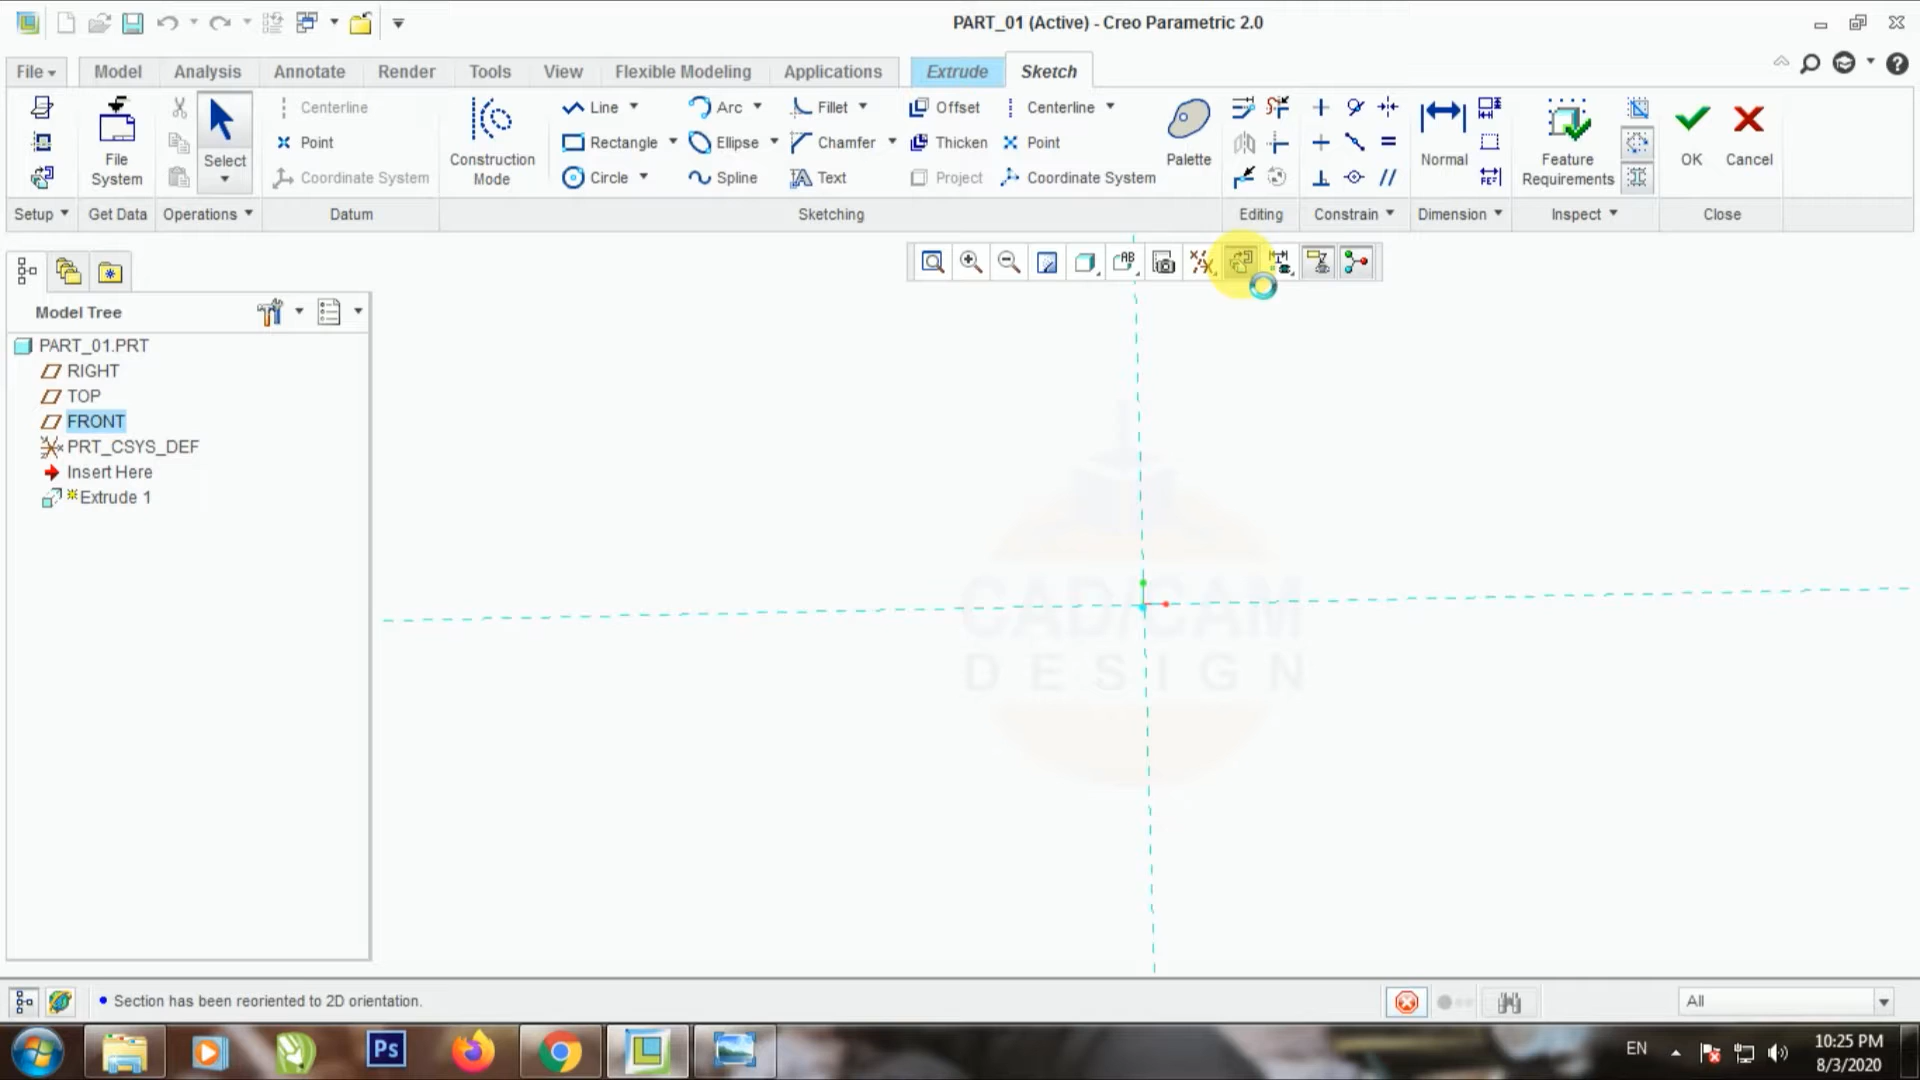 PART_01 (Active) - Creo Parametric 2.0
File
Model
Analysis
Annotate
Render
Tools
View
Flexible Modeling
Applications
Extrude
Sketch
File System
Select
Centerline
Point
Coordinate System
Construction Mode
Line
Rectangle
Circle
Arc
Ellipse
Spline
Fillet
Chamfer
Text
Offset
Thicken
Project
Centerline
Point
Coordinate System
Palette
Normal
Feature Requirements
OK
Cancel
Setup
Get Data
Operations
Datum
Sketching
Editing
Constrain
Dimension
Inspect
Close
Model Tree
PART_01.PRT
RIGHT
TOP
FRONT
PRT_CSYS_DEF
Insert Here
Extrude 1
CAD/CAM
DESIGN
Section has been reoriented to 2D orientation.
All
Ps
EN
10:25 PM
8/3/2020